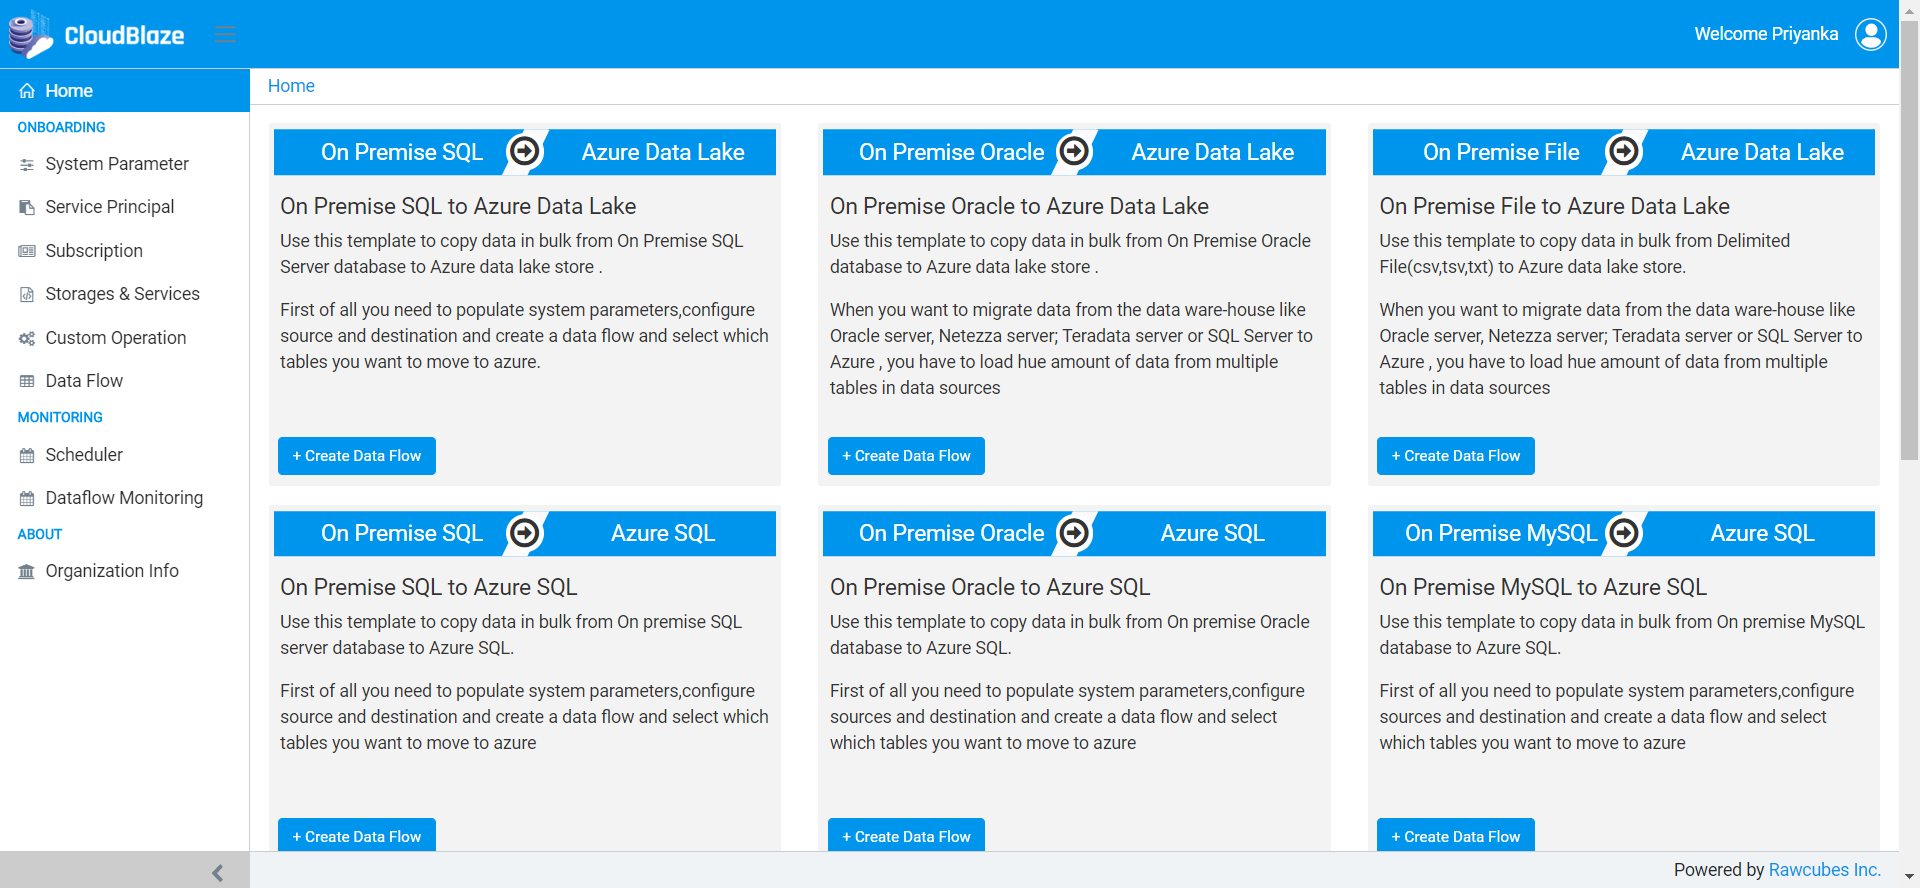 CloudBlaze
Welcome Priyanka
Home
ONBOARDING
System Parameter
Service Principal
Subscription
Storages & Services
Custom Operation
Data Flow
MONITORING
Scheduler
Dataflow Monitoring
ABOUT
Organization Info
Home
On Premise SQL Azure Data Lake
On Premise SQL to Azure Data Lake
Use this template to copy data in bulk from On Premise SQL
Server database to Azure data lake store .
First of all you need to populate system parameters,configure
source and destination and create a data flow and select which
tables you want to move to azure.
+ Create Data Flow
On Premise Oracle Azure Data Lake
On Premise Oracle to Azure Data Lake
Use this template to copy data in bulk from On Premise Oracle
database to Azure data lake store .
When you want to migrate data from the data ware-house like
Oracle server, Netezza server; Teradata server or SQL Server to
Azure , you have to load hue amount of data from multiple
tables in data sources
+ Create Data Flow
On Premise File Azure Data Lake
On Premise File to Azure Data Lake
Use this template to copy data in bulk from Delimited
File(csv,tsv,txt) to Azure data lake store.
When you want to migrate data from the data ware-house like
Oracle server, Netezza server; Teradata server or SQL Server to
Azure , you have to load hue amount of data from multiple
tables in data sources
+ Create Data Flow
On Premise SQL Azure SQL
On Premise SQL to Azure SQL
Use this template to copy data in bulk from On premise SQL
server database to Azure SQL.
First of all you need to populate system parameters,configure
source and destination and create a data flow and select which
tables you want to move to azure
+ Create Data Flow
On Premise Oracle Azure SQL
On Premise Oracle to Azure SQL
Use this template to copy data in bulk from On premise Oracle
database to Azure SQL.
First of all you need to populate system parameters,configure
sources and destination and create a data flow and select
which tables you want to move to azure
+ Create Data Flow
On Premise MySQL Azure SQL
On Premise MySQL to Azure SQL
Use this template to copy data in bulk from On premise MySQL
database to Azure SQL.
First of all you need to populate system parameters,configure
sources and destination and create a data flow and select
which tables you want to move to azure
+ Create Data Flow
Powered by Rawcubes Inc.